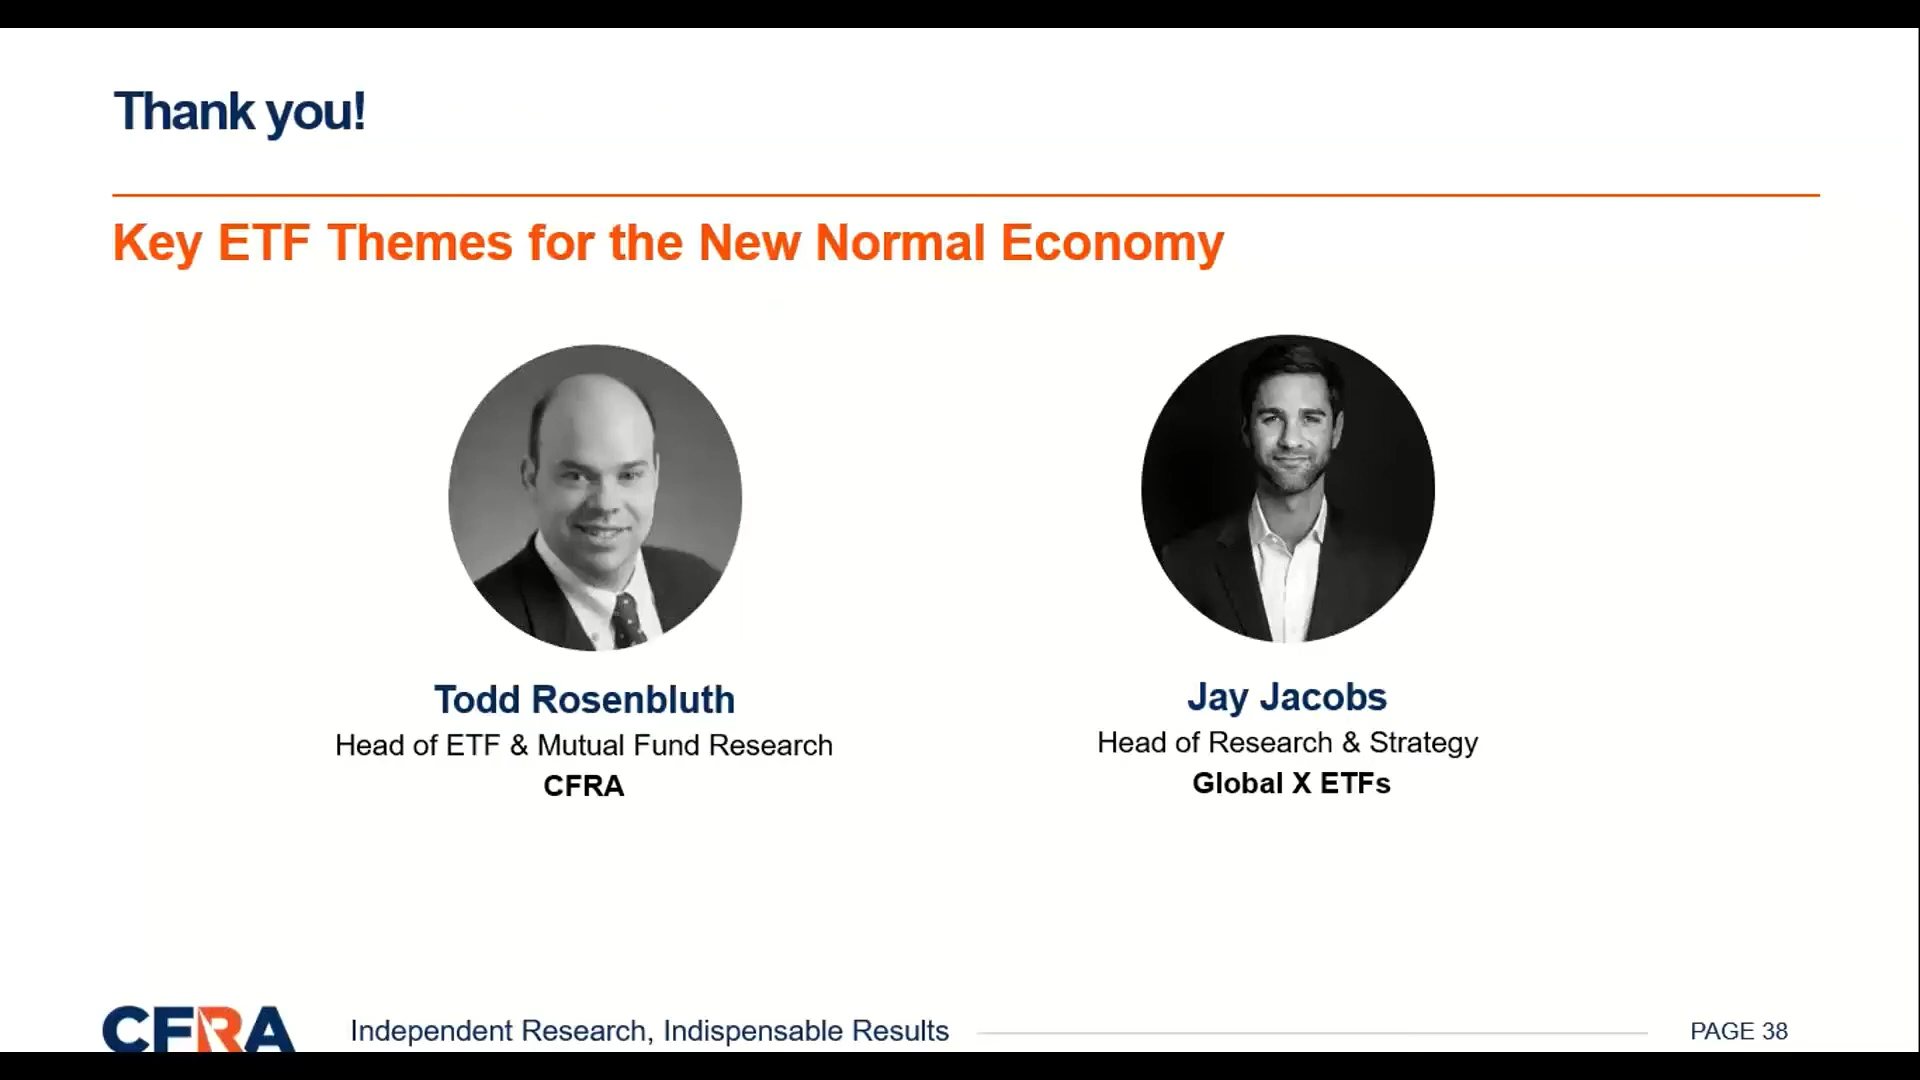 Thank you!
Key ETF Themes for the New Normal Economy
Todd Rosenbluth
Head of ETF & Mutual Fund Research
CFRA
Jay Jacobs
Head of Research & Strategy
Global X ETFs
CFRA
Independent Research, Indispensable Results
PAGE 38